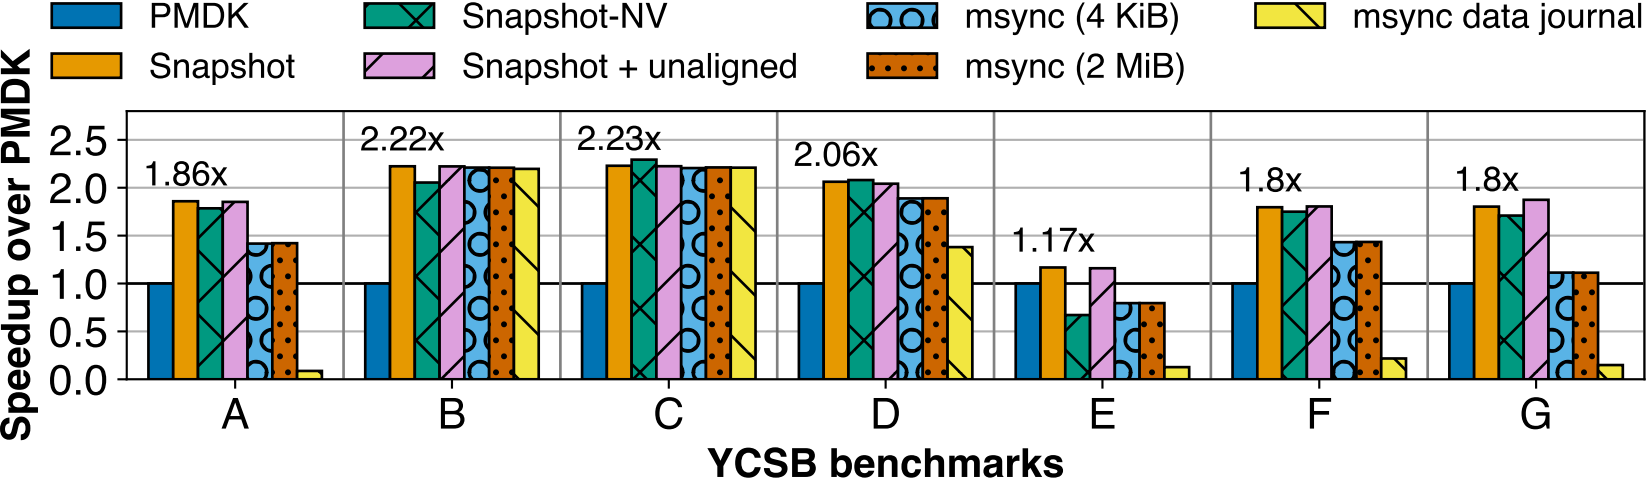 PMDK Snapshot-NV msync (4 KiB) msync data journal
Snapshot Snapshot + unaligned msync (2 MiB)
Speedup over PMDK
2.5
2.0
1.5
1.0
0.5
0.0
1.86x 2.22x 2.23x 2.06x 1.17x 1.8x 1.8x
A B C D E F G
YCSB benchmarks